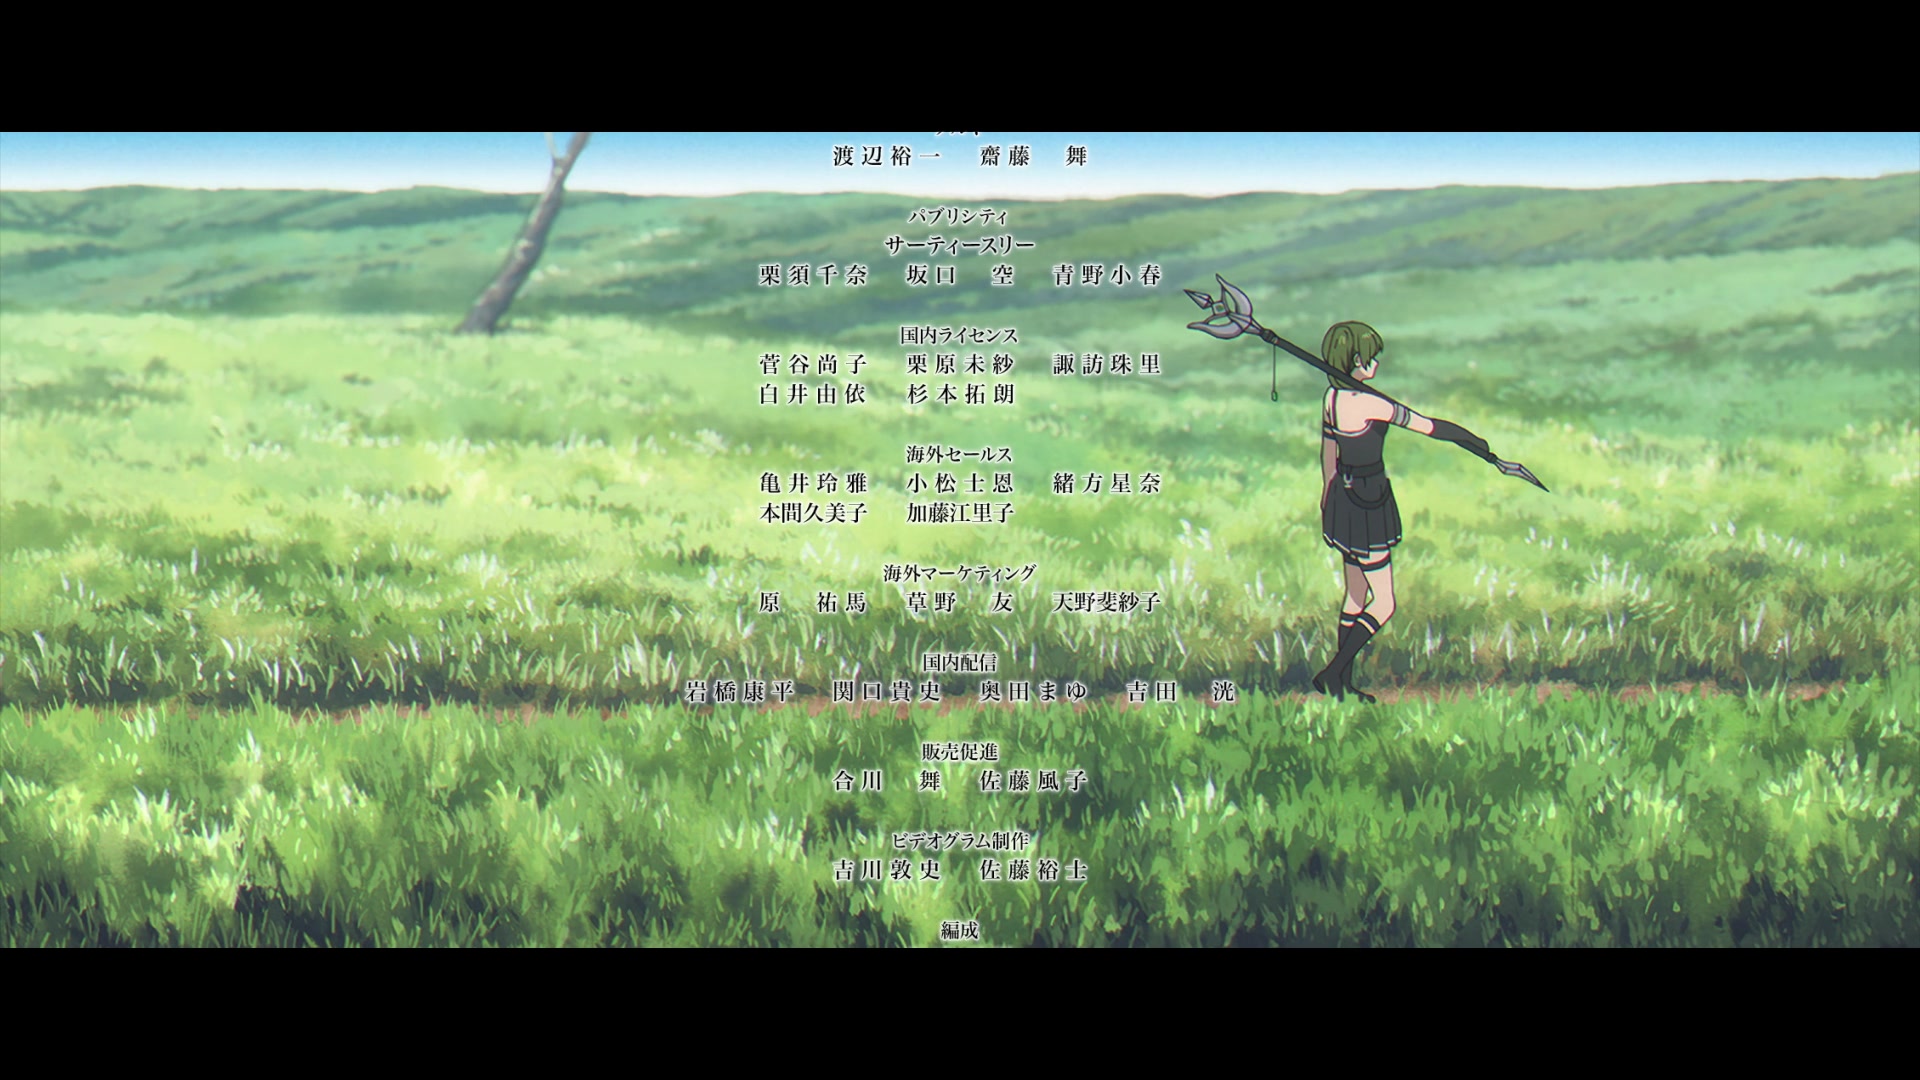 渡辺裕一 齋藤 舞
パブリシティ
サーティースリー
栗須千奈 坂口 空 青野小春
国内ライセンス
菅谷尚子 栗原未紗 諏訪珠里
白井由依 杉本拓朗
海外セールス
亀井玲雅 小松士恩 緒方星奈
本間久美子 加藤江里子
海外マーケティング
原 祐馬 草野 友 天野斐紗子
国内配信
岩橋康平 関口貴史 奥田まゆ 吉田 洸
販売促進
合川 舞 佐藤風子
ビデオグラム制作
吉川敦史 佐藤裕士
編成